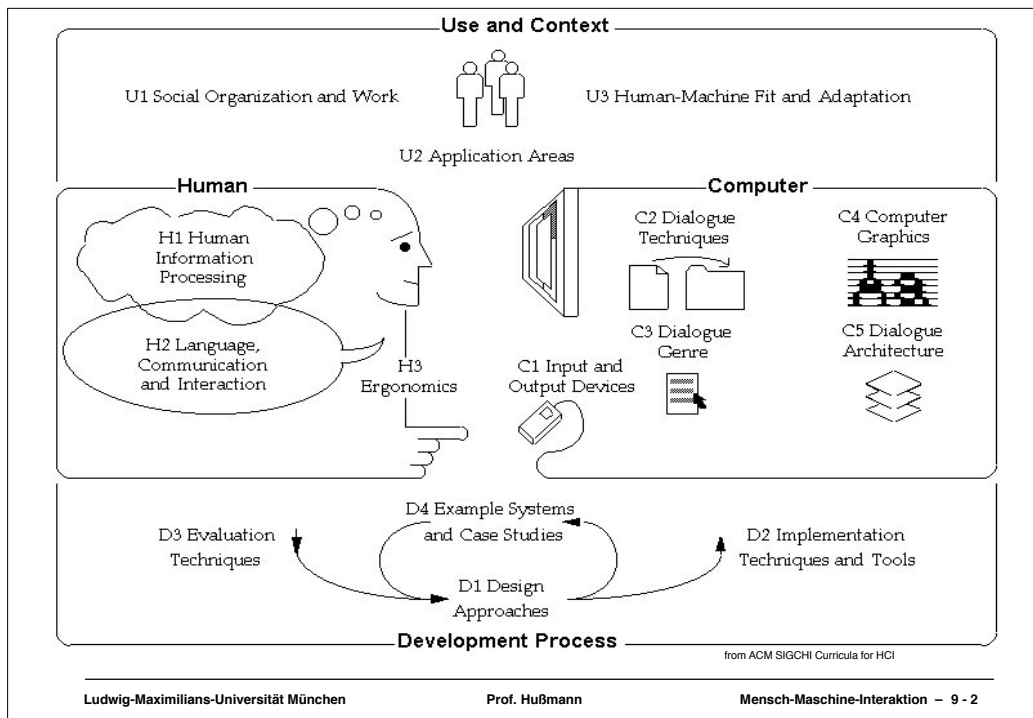 Use and Context
U1 Social Organization and Work
U3 Human-Machine Fit and Adaptation
U2 Application Areas
Human
H1 Human
Information
Processing
H2 Language,
Communication
and Interaction
H3
Ergonomics
Computer
C1 Input and
Output Devices
C2 Dialogue
Techniques
C3 Dialogue
Genre
C4 Computer
Graphics
C5 Dialogue
Architecture
D3 Evaluation
Techniques
D4 Example Systems
and Case Studies
D1 Design
Approaches
D2 Implementation
Techniques and Tools
Development Process
from ACM SIGCHI Curricula for HCI
Ludwig-Maximilians-Universität München Prof. Hußmann Mensch-Maschine-Interaktion – 9 - 2